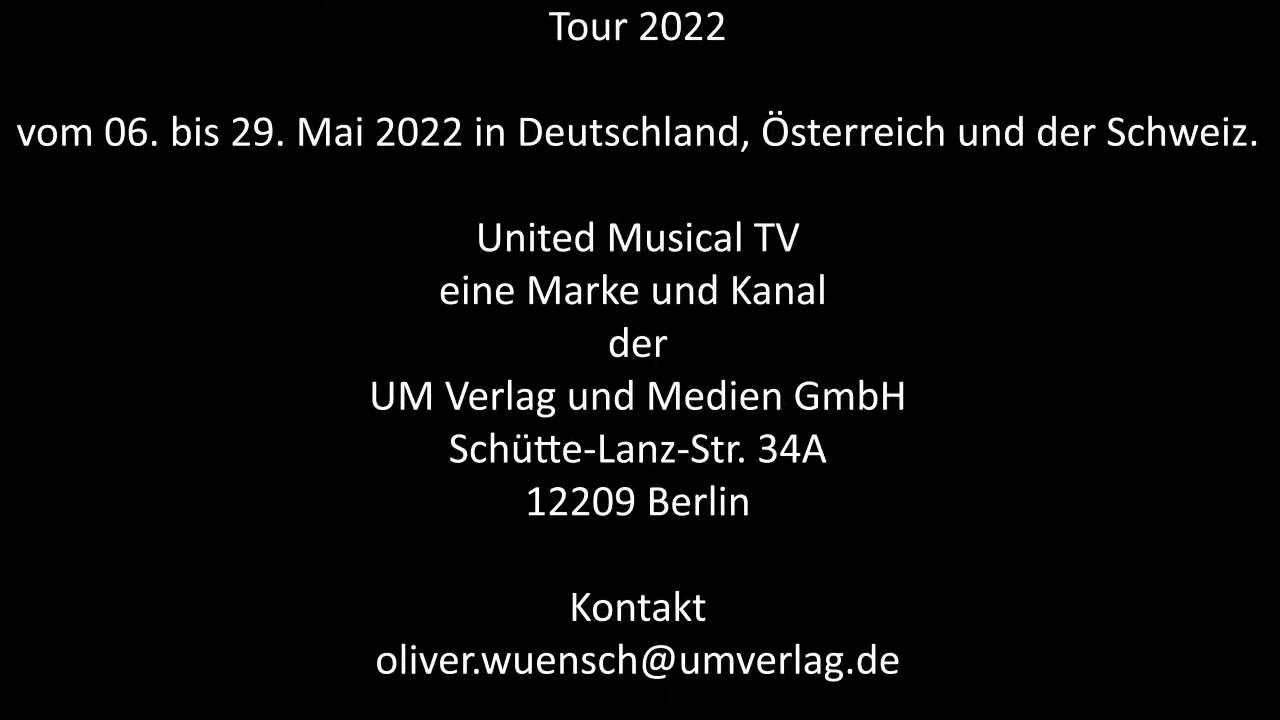 Tour 2022
vom 06. bis 29. Mai 2022 in Deutschland, Österreich und der Schweiz.
United Musical TV
eine Marke und Kanal
der
UM Verlag und Medien GmbH
Schütte-Lanz-Str. 34A
12209 Berlin
Kontakt
oliver.wuensch@umverlag.de